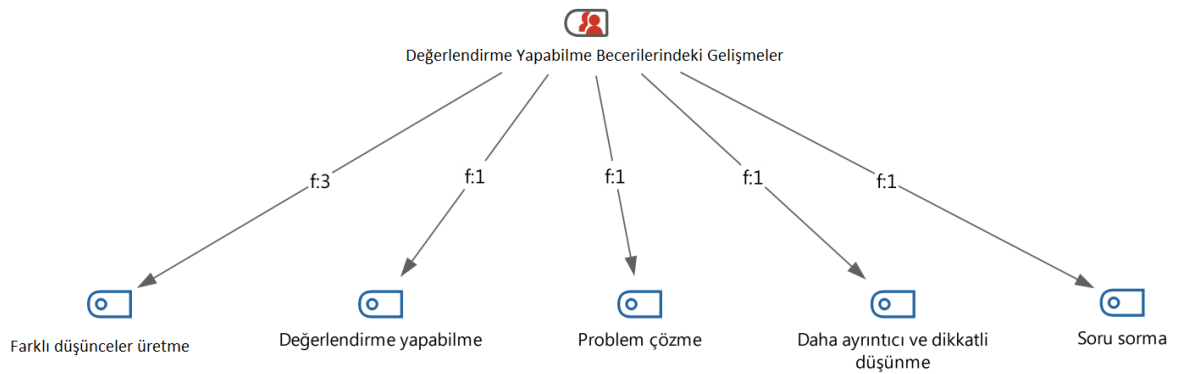 Değerlendirme Yapabilme Becerilerindeki Gelişmeler
f:3
f:1
f:1
f:1
f:1
Farklı düşünceler üretme
Değerlendirme yapabilme
Problem çözme
Daha ayrıntıcı ve dikkatli
düşünme
Soru sorma